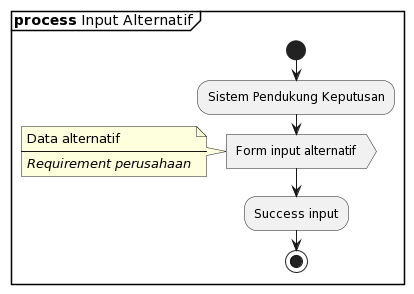 process Input Alternatif
Sistem Pendukung Keputusan
Data alternatif
Requirement perusahaan
Form input alternatif
Success input